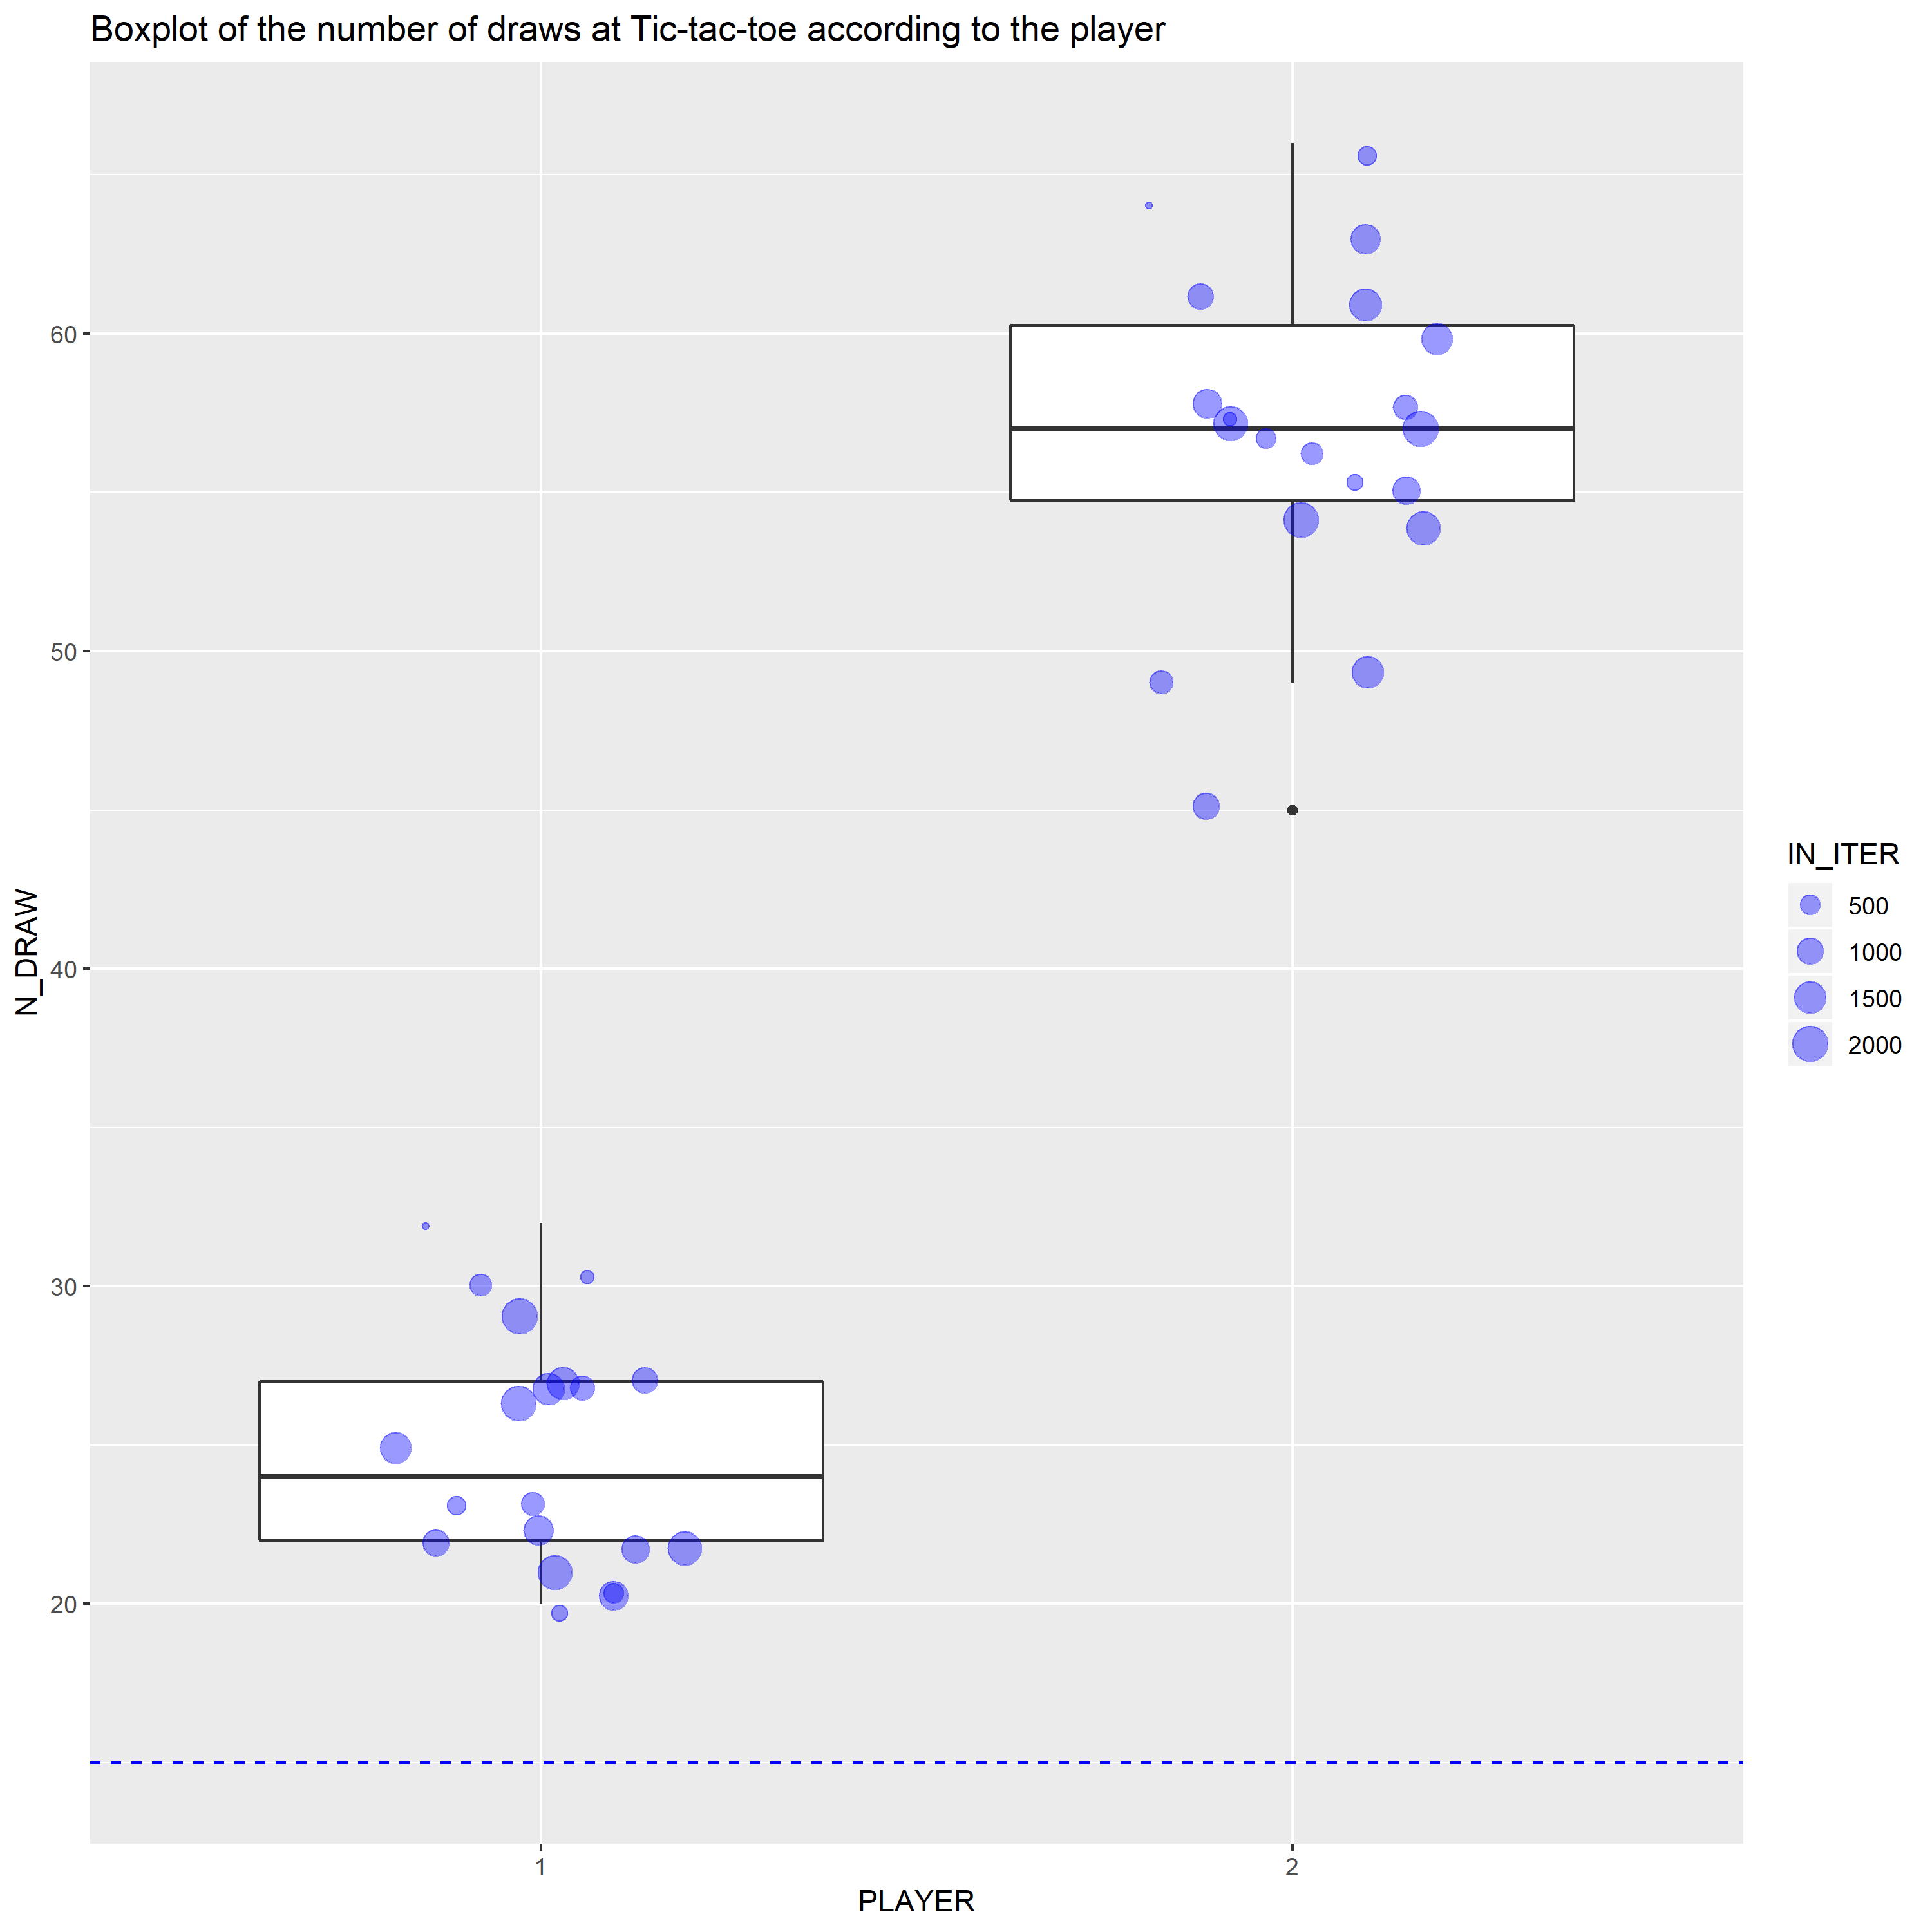 Boxplot of the number of draws at Tic-tac-toe according to the player
N_DRAW
60
50
40
30
20
1
2
PLAYER
IN_ITER
500
1000
1500
2000